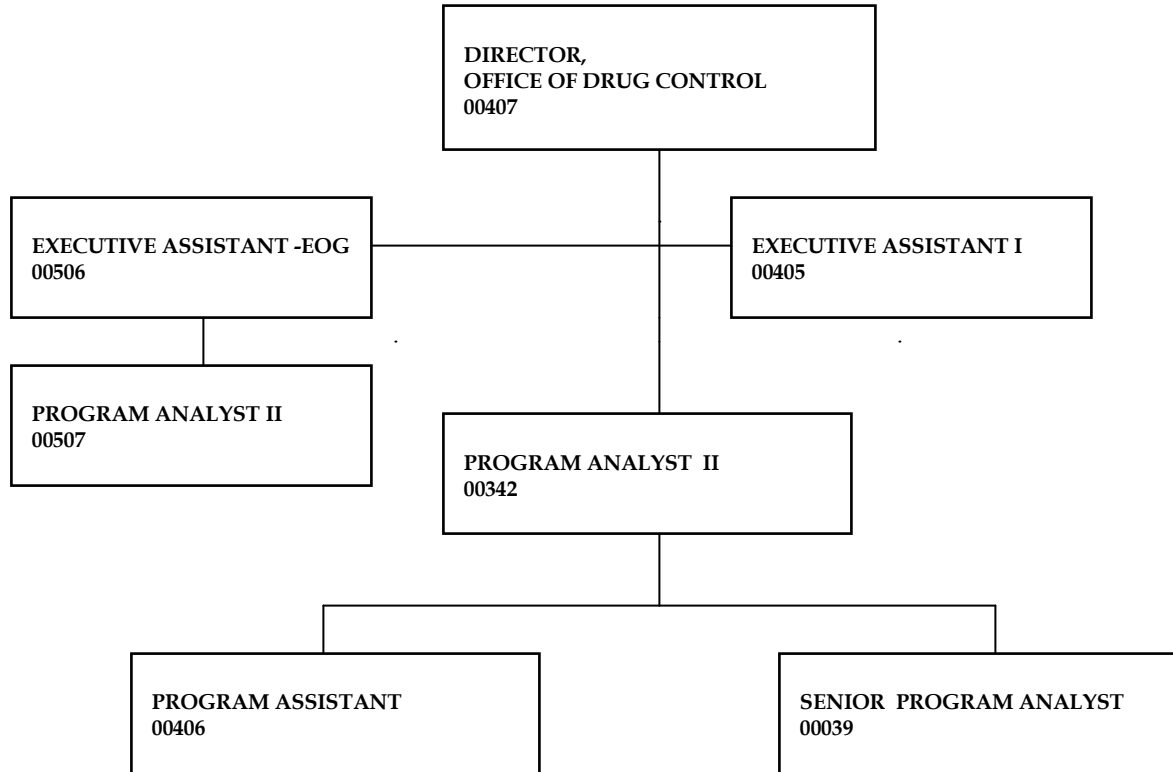 DIRECTOR,
OFFICE OF DRUG CONTROL
00407
EXECUTIVE ASSISTANT -EOG
00506
EXECUTIVE ASSISTANT I
00405
PROGRAM ANALYST II
00507
PROGRAM ANALYST  II
00342
PROGRAM ASSISTANT
00406
SENIOR  PROGRAM ANALYST
00039